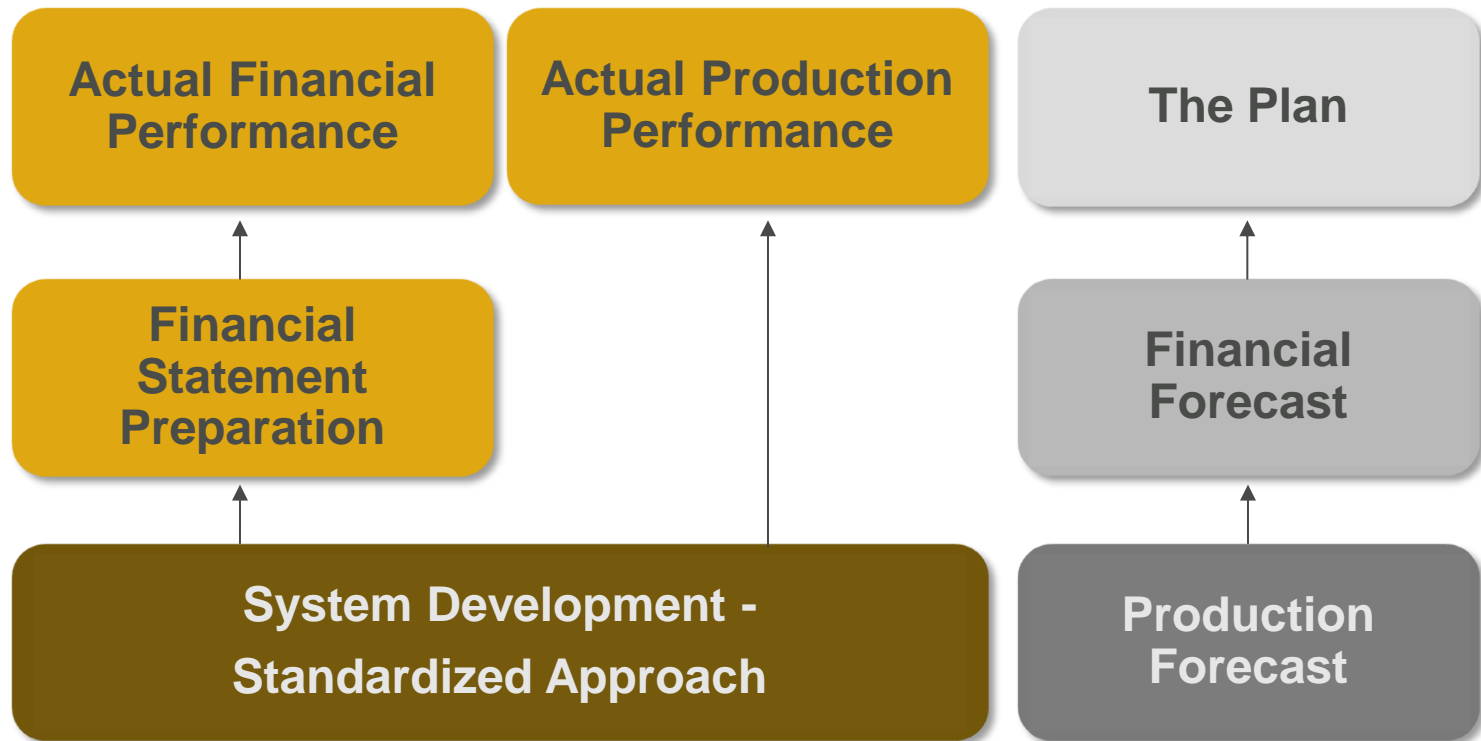 Actual Financial
Performance
Actual Production
Performance
The Plan
Financial
Statement
Preparation
Financial
Forecast
System Development -
Standardized Approach
Production
Forecast